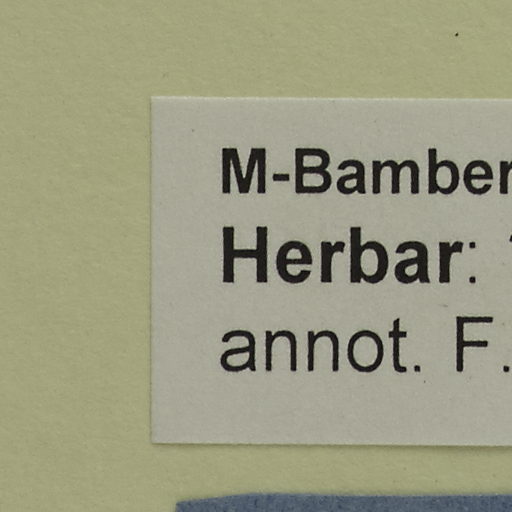 M-Bamber
Herbar:
annot. F.